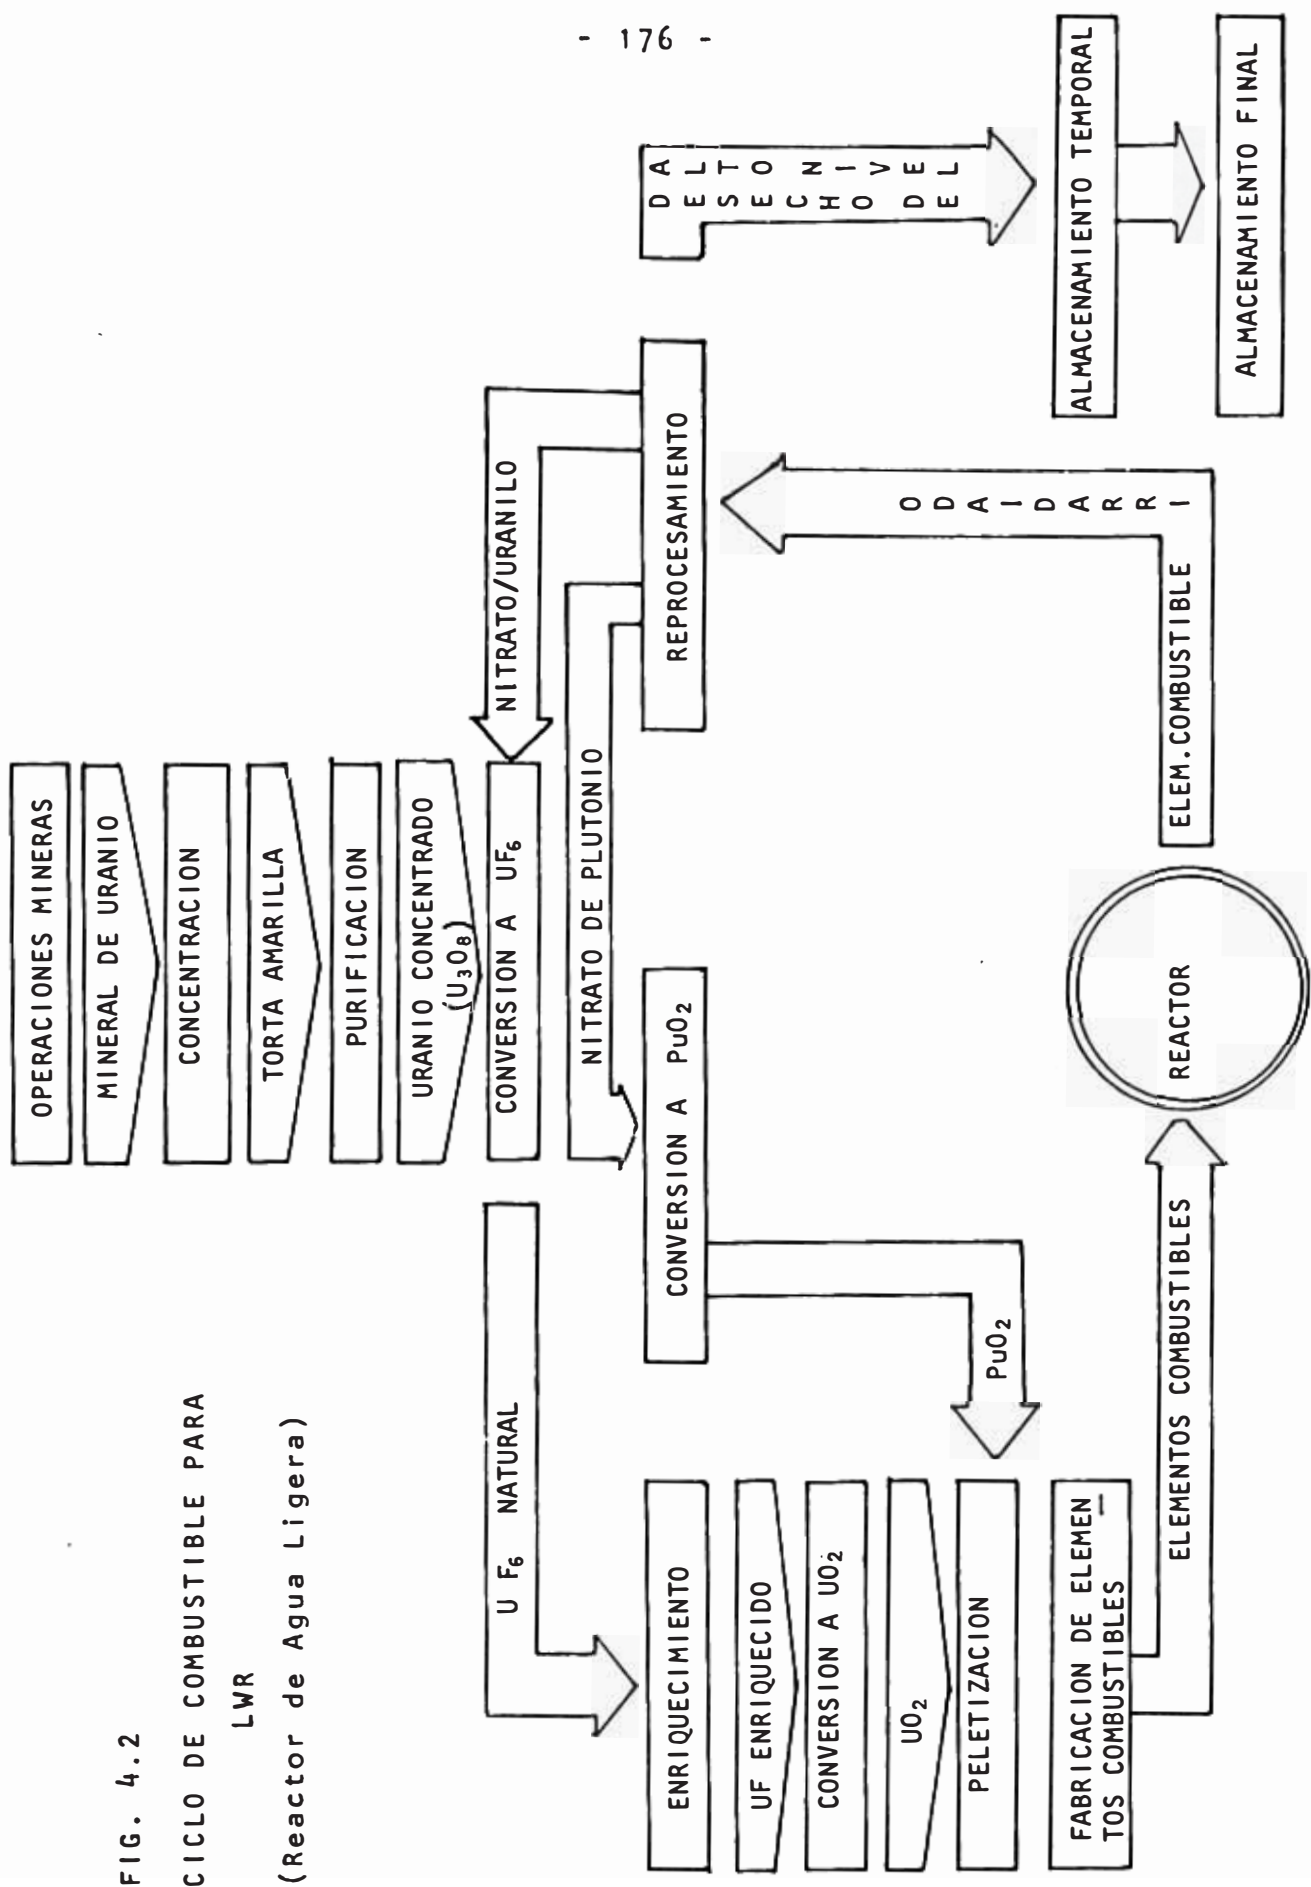 - 176 -
FIG. 4.2
CICLO DE COMBUSTIBLE PARA
LWR
(Reactor de Agua Ligera)
OPERACIONES MINERAS
MINERAL DE URANIO
CONCENTRACION
TORTA AMARILLA
PURIFICACION
URANIO CONCENTRADO
(U₃O₈)
CONVERSION A UF₆
NITRATO/URANILO
NITRATO DE PLUTONIO
U F₆ NATURAL
CONVERSION A PuO₂
PuO₂
ENRIQUECIMIENTO
UF ENRIQUECIDO
CONVERSION A UO₂
UO₂
PELETIZACION
FABRICACION DE ELEMEN-
TOS COMBUSTIBLES
ELEMENTOS COMBUSTIBLES
REACTOR
ELEM.COMBUSTIBLE
IRRADIADO
REPROCESAMIENTO
DESECHO DE
ALTO NIVEL
ALMACENAMIENTO TEMPORAL
ALMACENAMIENTO FINAL